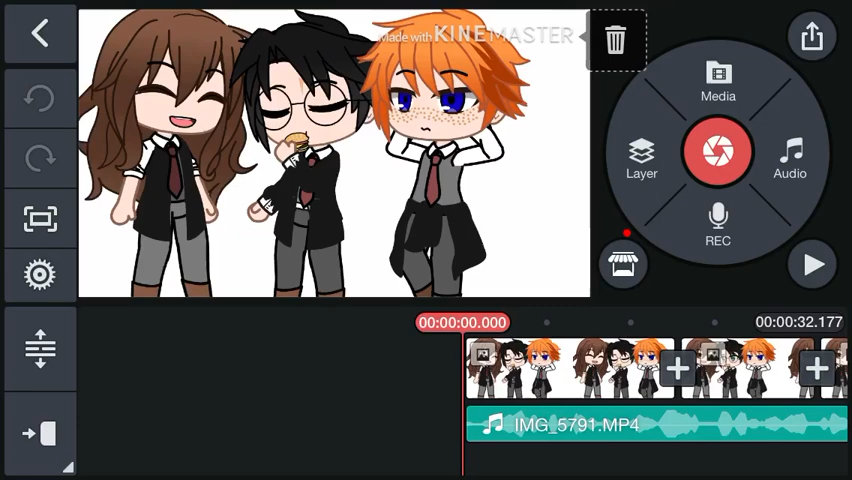 Made with KINEMASTER
Media
Layer
Audio
REC
00:00:00.000
00:00:32.177
IMG_5791.MP4